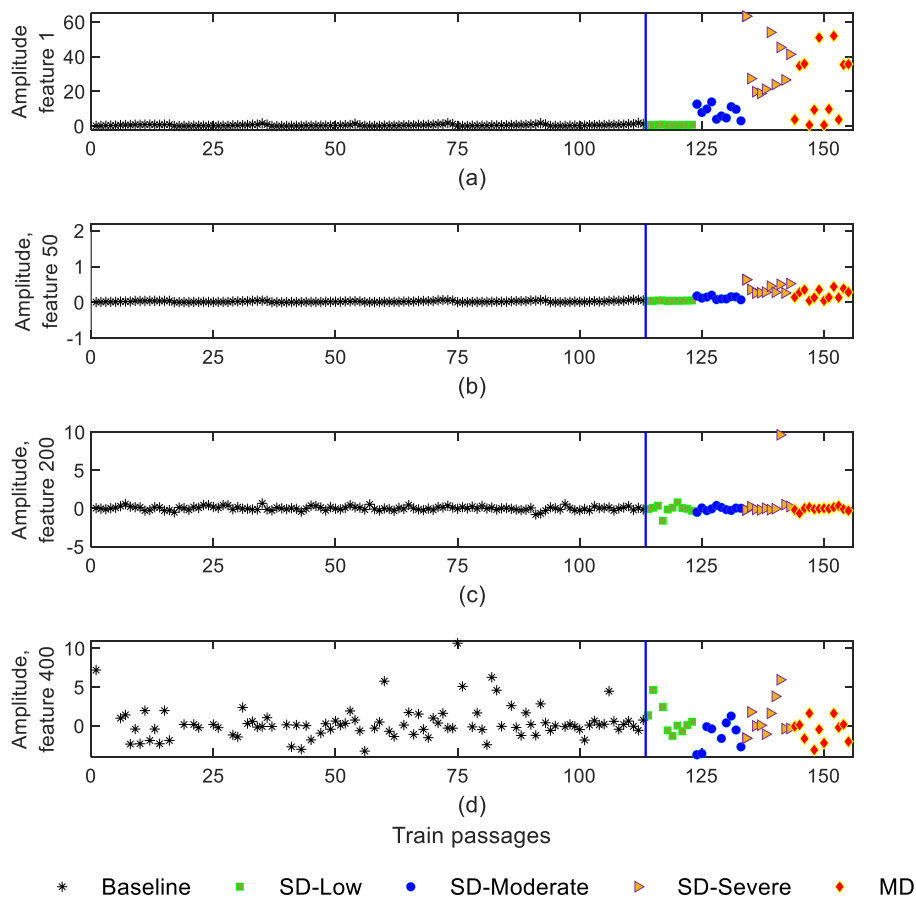 60
40
20
0
Amplitude
feature 1
0 25 50 75 100 125 150
(a)
2
1
0
-1
Amplitude,
feature 50
0 25 50 75 100 125 150
(b)
10
5
0
-5
Amplitude,
feature 200
0 25 50 75 100 125 150
(c)
10
5
0
Amplitude,
feature 400
0 25 50 75 100 125 150
(d)
Train passages
Baseline SD-Low SD-Moderate SD-Severe MD